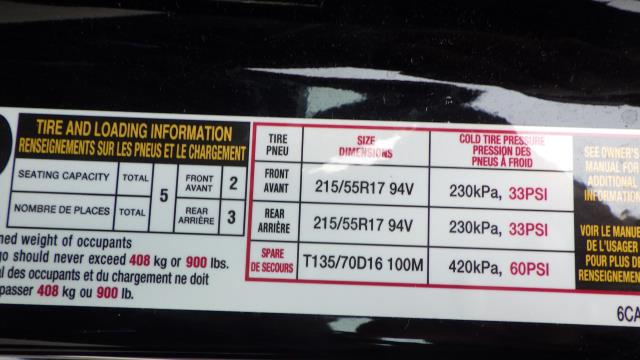 TIRE AND LOADING INFORMATION
RENSEIGNEMENTS SUR LES PNEUS ET LE CHARGEMENT
SEATING CAPACITY TOTAL 5 FRONT AVANT 2
NOMBRE DE PLACES TOTAL REAR ARRIÈRE 3
TIRE PNEU
SIZE DIMENSIONS
COLD TIRE PRESSURE
PRESSION DES
PNEUS À FROID
FRONT AVANT 215/55R17 94V 230kPa, 33PSI
REAR ARRIÈRE 215/55R17 94V 230kPa, 33PSI
SPARE DE SECOURS T135/70D16 100M 420kPa, 60PSI
SEE OWNER'S
MANUAL FOR
ADDITIONAL
INFORMATION
VOIR LE MANUE
DE L'USAGER
POUR PLUS DE
RENSEIGNEMEN
weight of occupants
should never exceed 408 kg or 900 lbs.
des occupants et du chargement ne doit
passer 408 kg ou 900 lb.
6CA